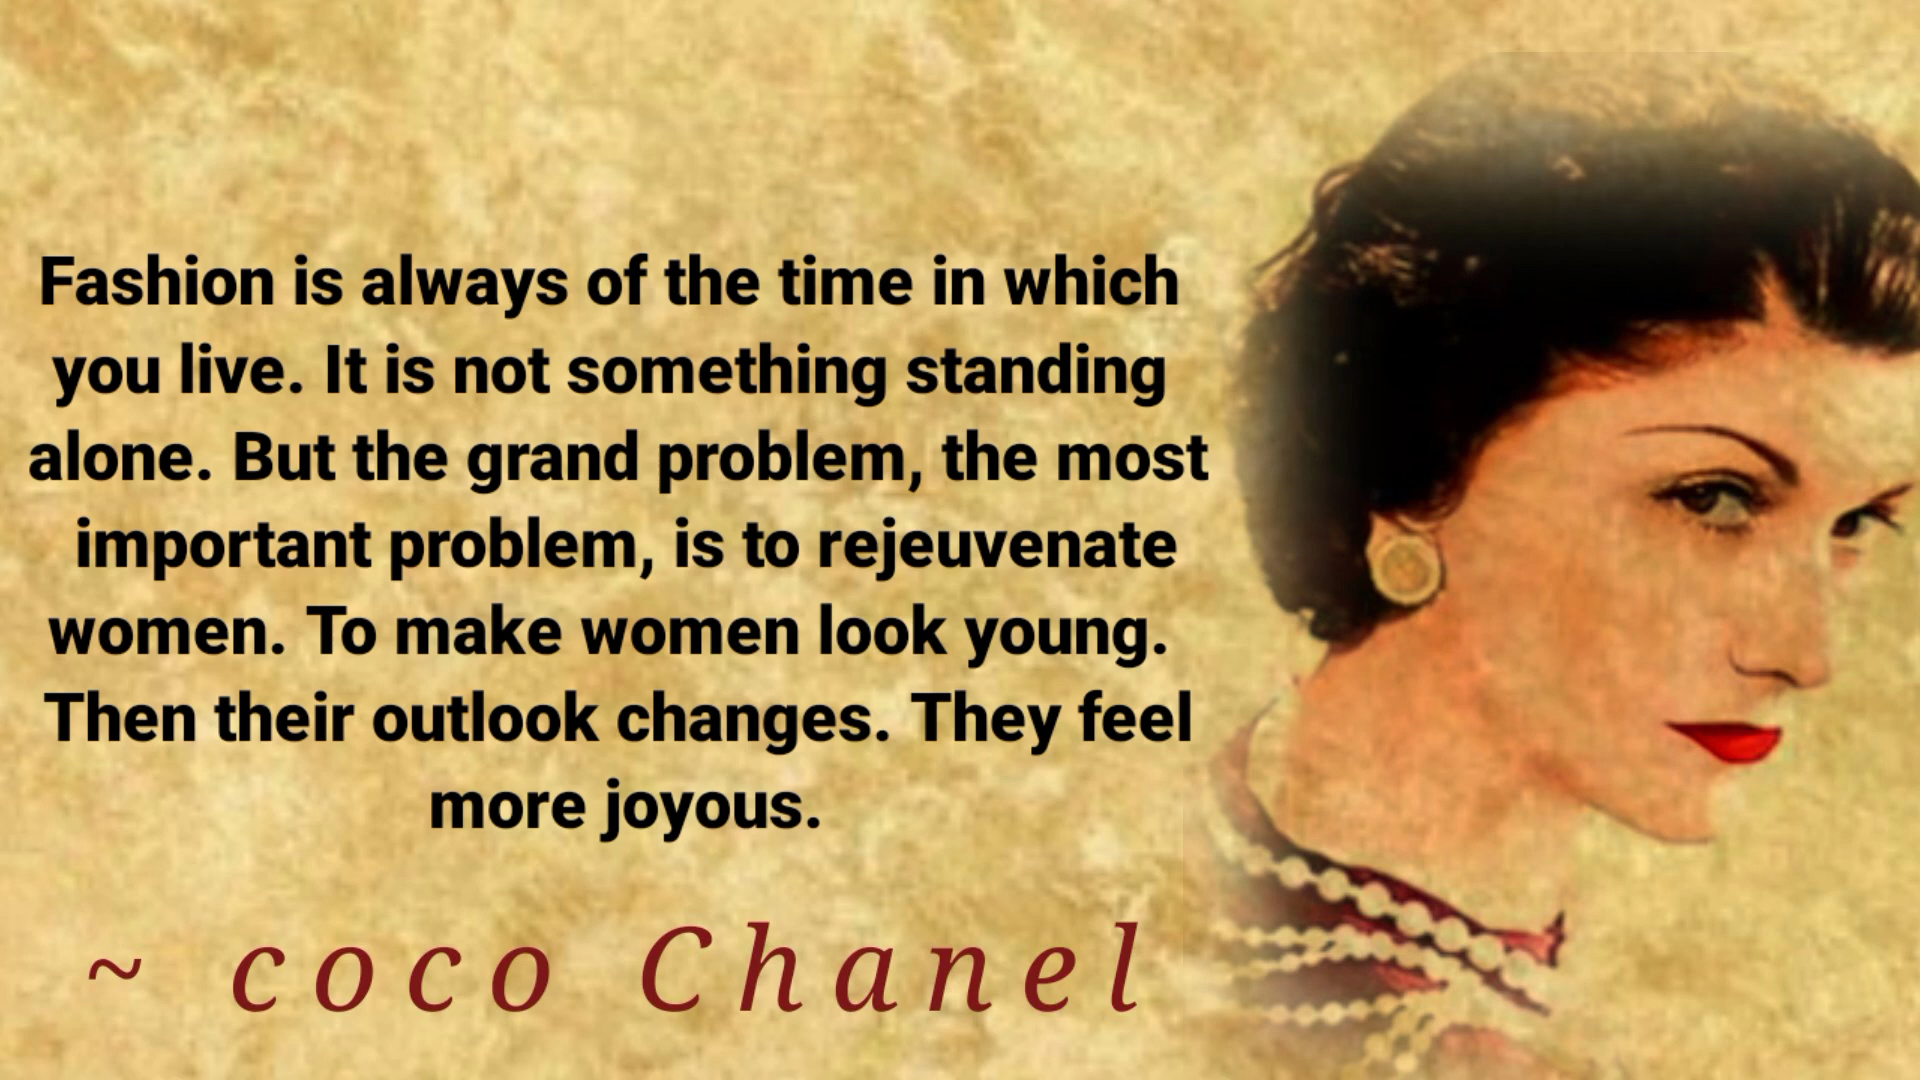 Fashion is always of the time in which
you live. It is not something standing
alone. But the grand problem, the most
important problem, is to rejeuvenate
women. To make women look young.
Then their outlook changes. They feel
more joyous.
~ coco Chanel